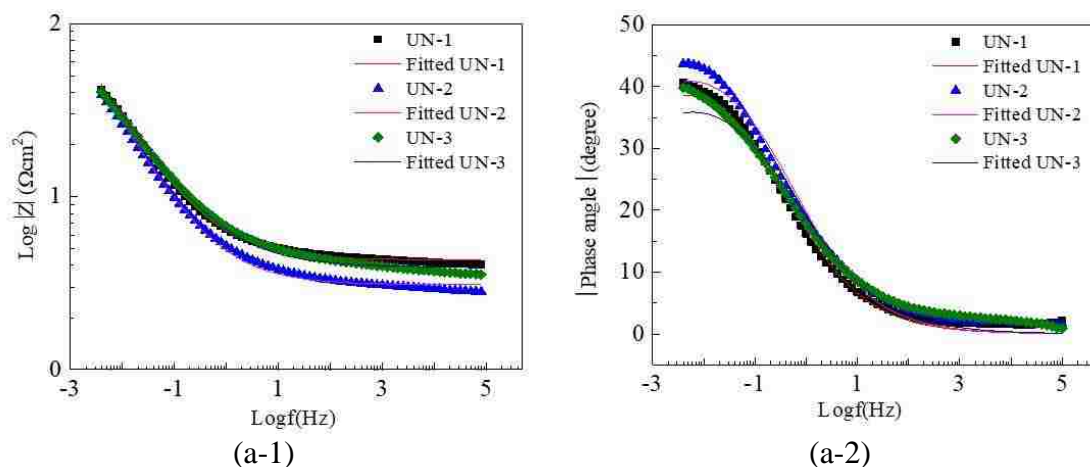 2
1
0
-3
-1
1
3
5
Log |Z| (Ωcm²)
Logf(Hz)
UN-1
Fitted UN-1
UN-2
Fitted UN-2
UN-3
Fitted UN-3
(a-1)
50
40
30
20
10
0
-3
-1
1
3
5
|Phase angle| (degree)
Logf(Hz)
UN-1
Fitted UN-1
UN-2
Fitted UN-2
UN-3
Fitted UN-3
(a-2)